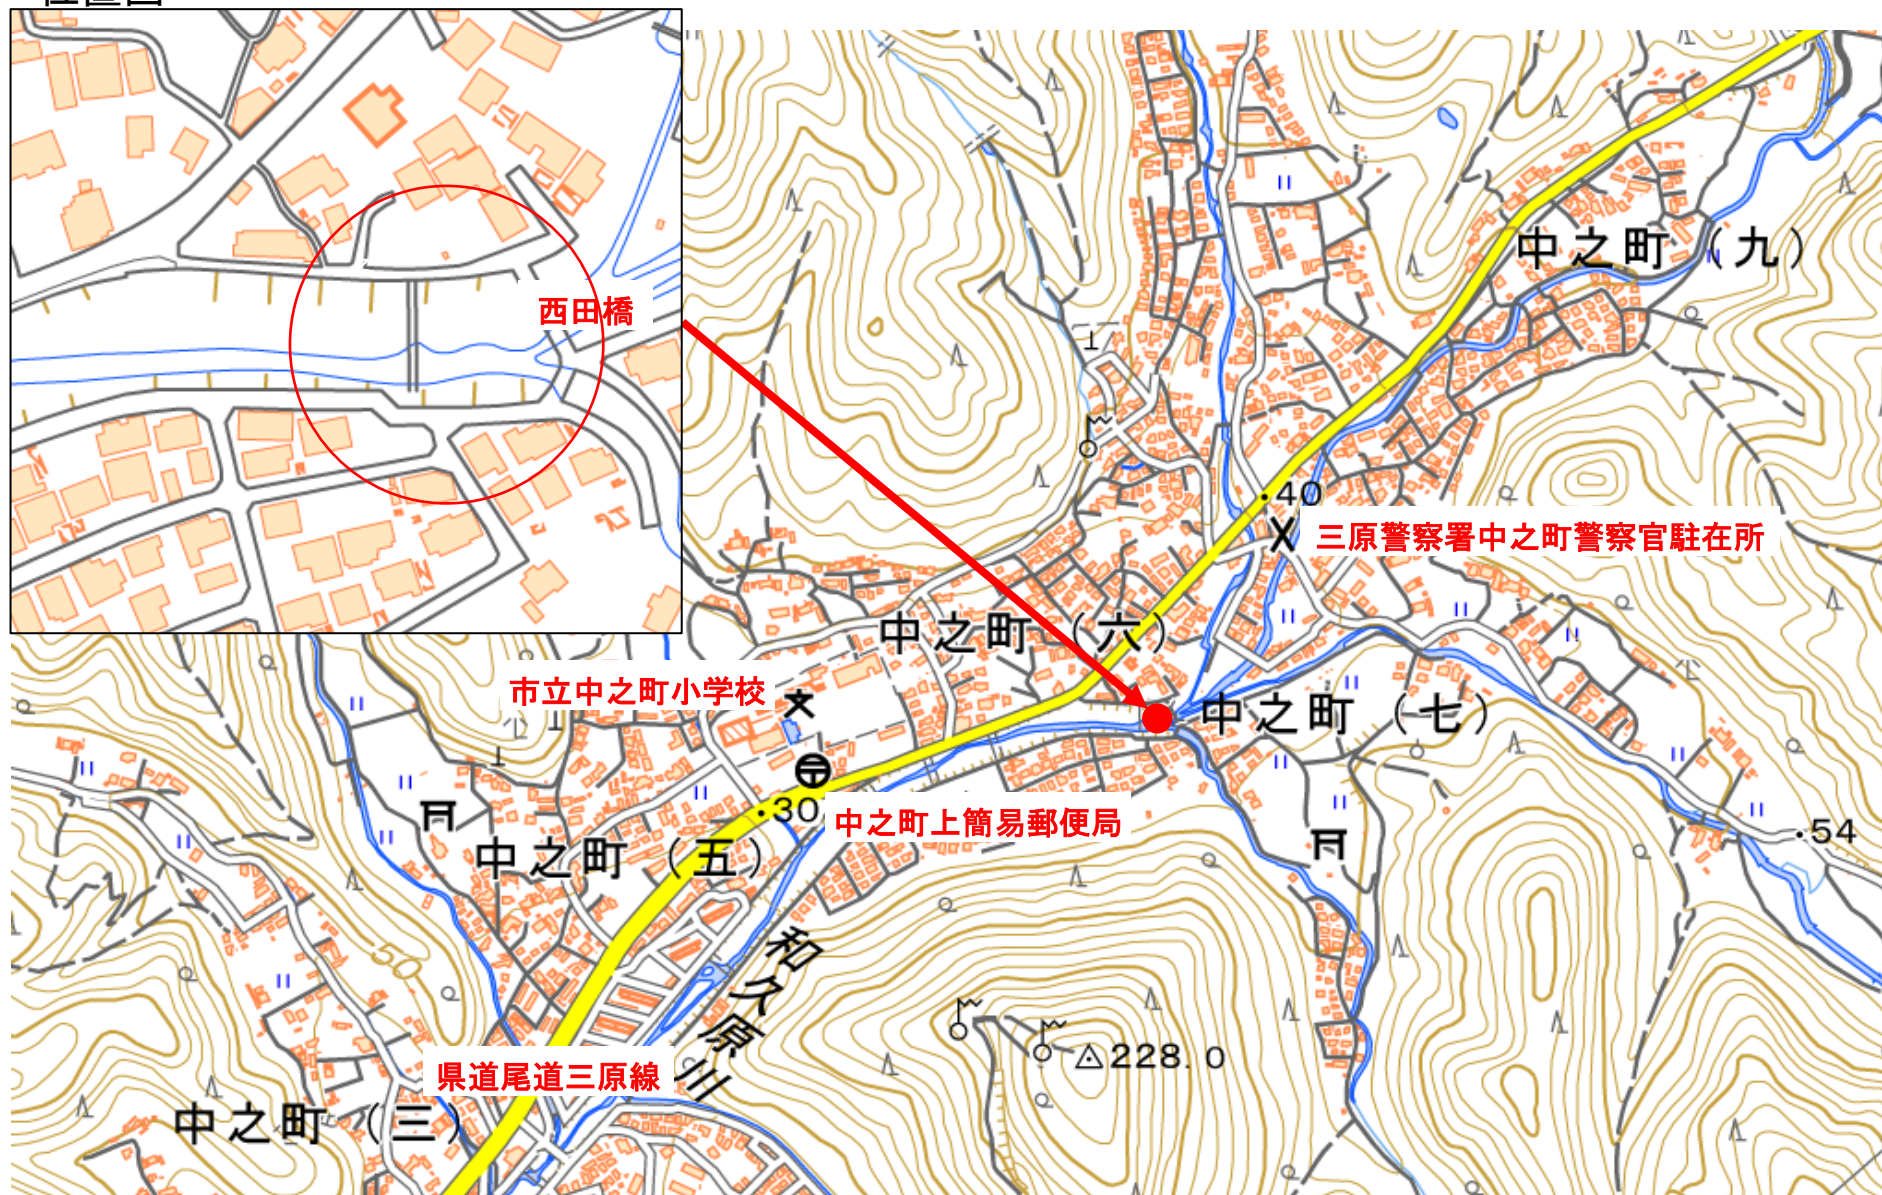 西田橋
中之町(九)
40
三原警察署中之町警察官駐在所
中之町(六)
市立中之町小学校
中之町(七)
30
中之町上簡易郵便局
54
中之町(五)
和久原川
50
228.0
県道尾道三原線
中之町(三)